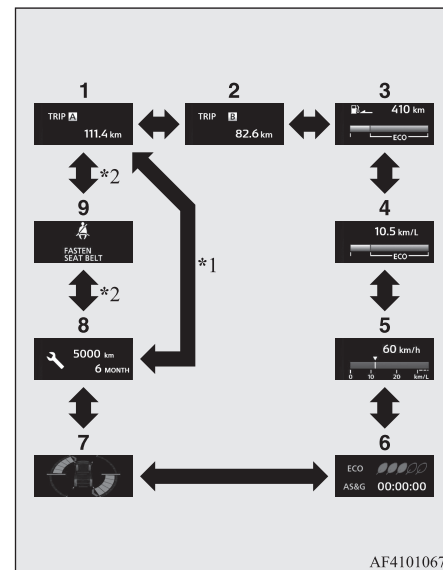 1
TRIP A
111.4 km
2
TRIP B
82.6 km
3
410 km
ECO
*2
4
10.5 km/L
ECO
9
FASTEN
SEAT BELT
*1
*2
5
60 km/h
0 10 20 km/L
8
5000 km
6 MONTH
7
6
ECO
AS&G 00:00:00
AF4101067